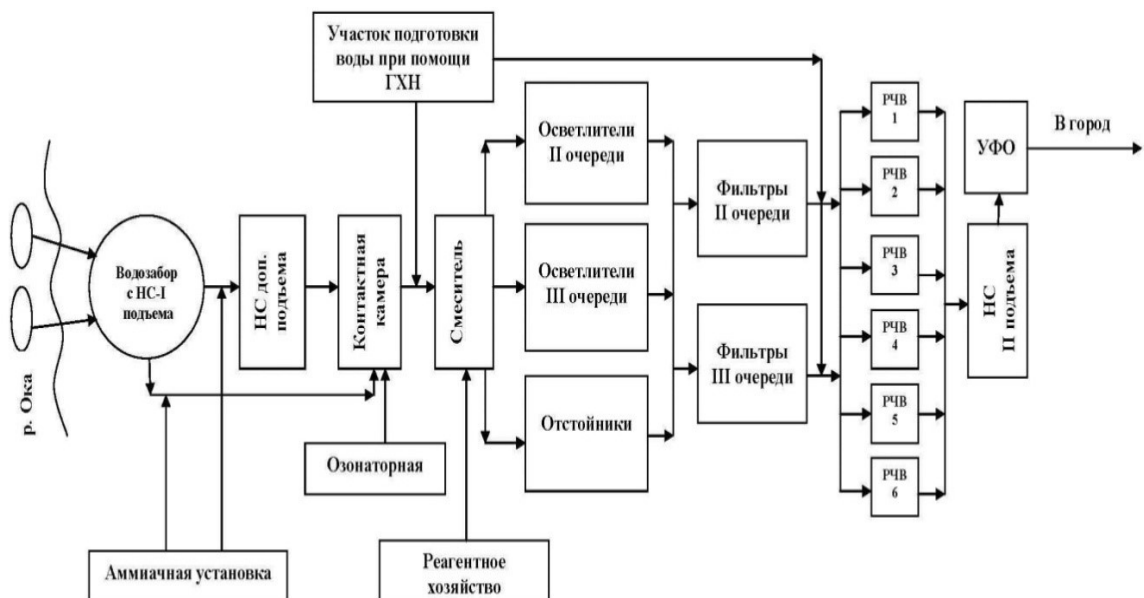 Участок подготовки
воды при помощи
ГХН
р. Ока
Водозабор
с НС-I
подъема
НС доп.
подъема
Контактная
камера
Смеситель
Осветлители
II очереди
Осветлители
III очереди
Отстойники
Фильтры
II очереди
Фильтры
III очереди
РЧВ
1
РЧВ
2
РЧВ
3
РЧВ
4
РЧВ
5
РЧВ
6
НС
II подъема
УФО
В город
Озонаторная
Аммиачная установка
Реагентное
хозяйство